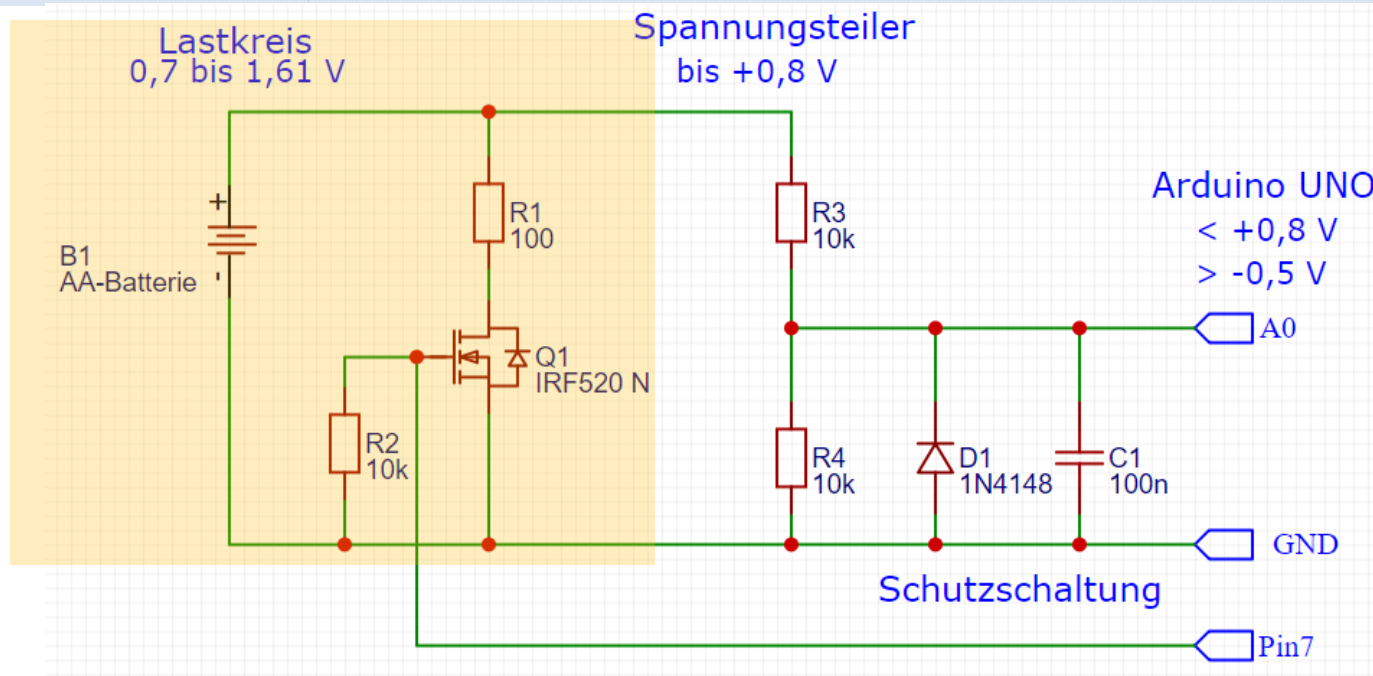 Lastkreis
0,7 bis 1,61 V
Spannungsteiler
bis +0,8 V
Arduino UNO
< +0,8 V
> -0,5 V
+
B1
AA-Batterie
-
R1
100
R3
10k
A0
Q1
IRF520 N
R2
10k
R4
10k
D1
1N4148
C1
100n
GND
Schutzschaltung
Pin7